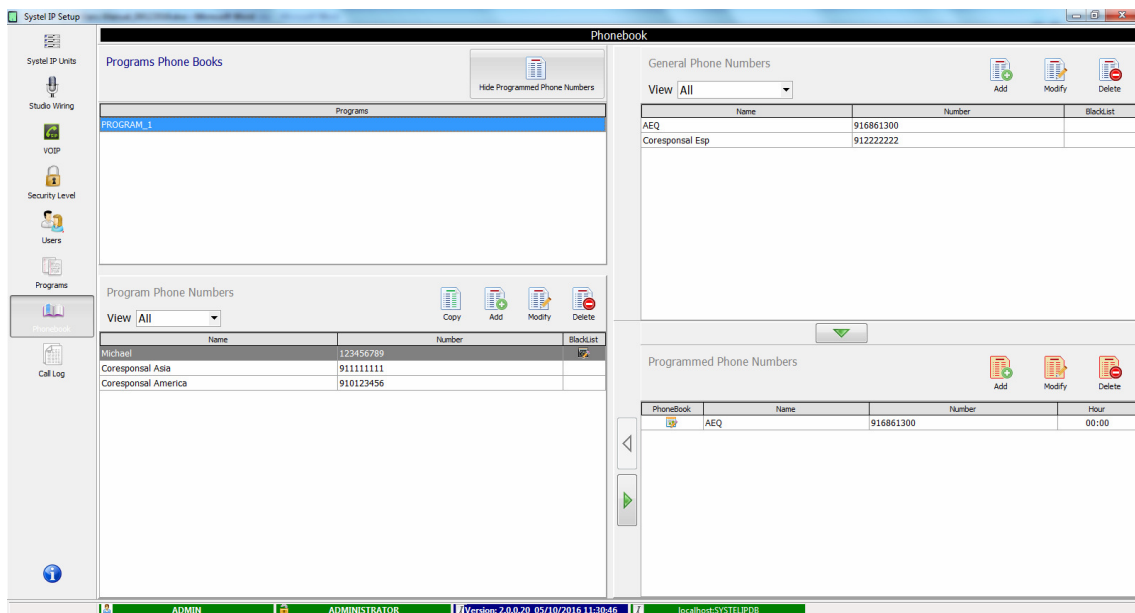 Systel IP Setup
Phonebook
Systel IP Units
Studio Wiring
VOIP
Security Level
Users
Programs
Phonebook
Call Log
Programs Phone Books
Hide Programmed Phone Numbers
Programs
PROGRAM_1
Program Phone Numbers
View All
Copy Add Modify Delete
Name Number BlackList
Michael 123456789
Coresponsal Asia 911111111
Coresponsal America 910123456
General Phone Numbers
View All
Add Modify Delete
Name Number BlackList
AEQ 916861300
Coresponsal Esp 912222222
Programmed Phone Numbers
Add Modify Delete
PhoneBook Name Number Hour
AEQ 916861300 00:00
ADMIN ADMINISTRATOR Version: 2.0.0.20 05/10/2016 11:30:46 localhost:SYSTELIPDB